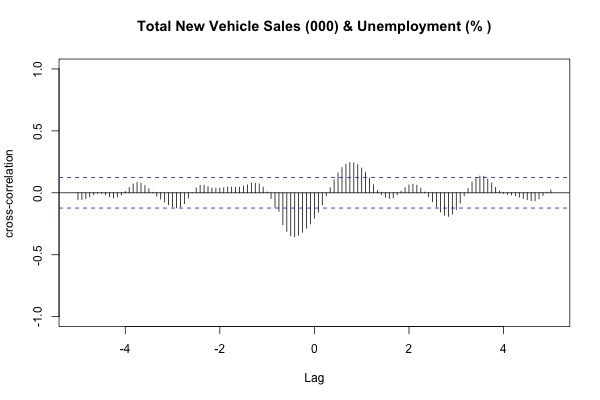 Total New Vehicle Sales (000) & Unemployment (% )
1.0
0.5
0.0
-0.5
-1.0
cross-correlation
-4 -2 0 2 4
Lag